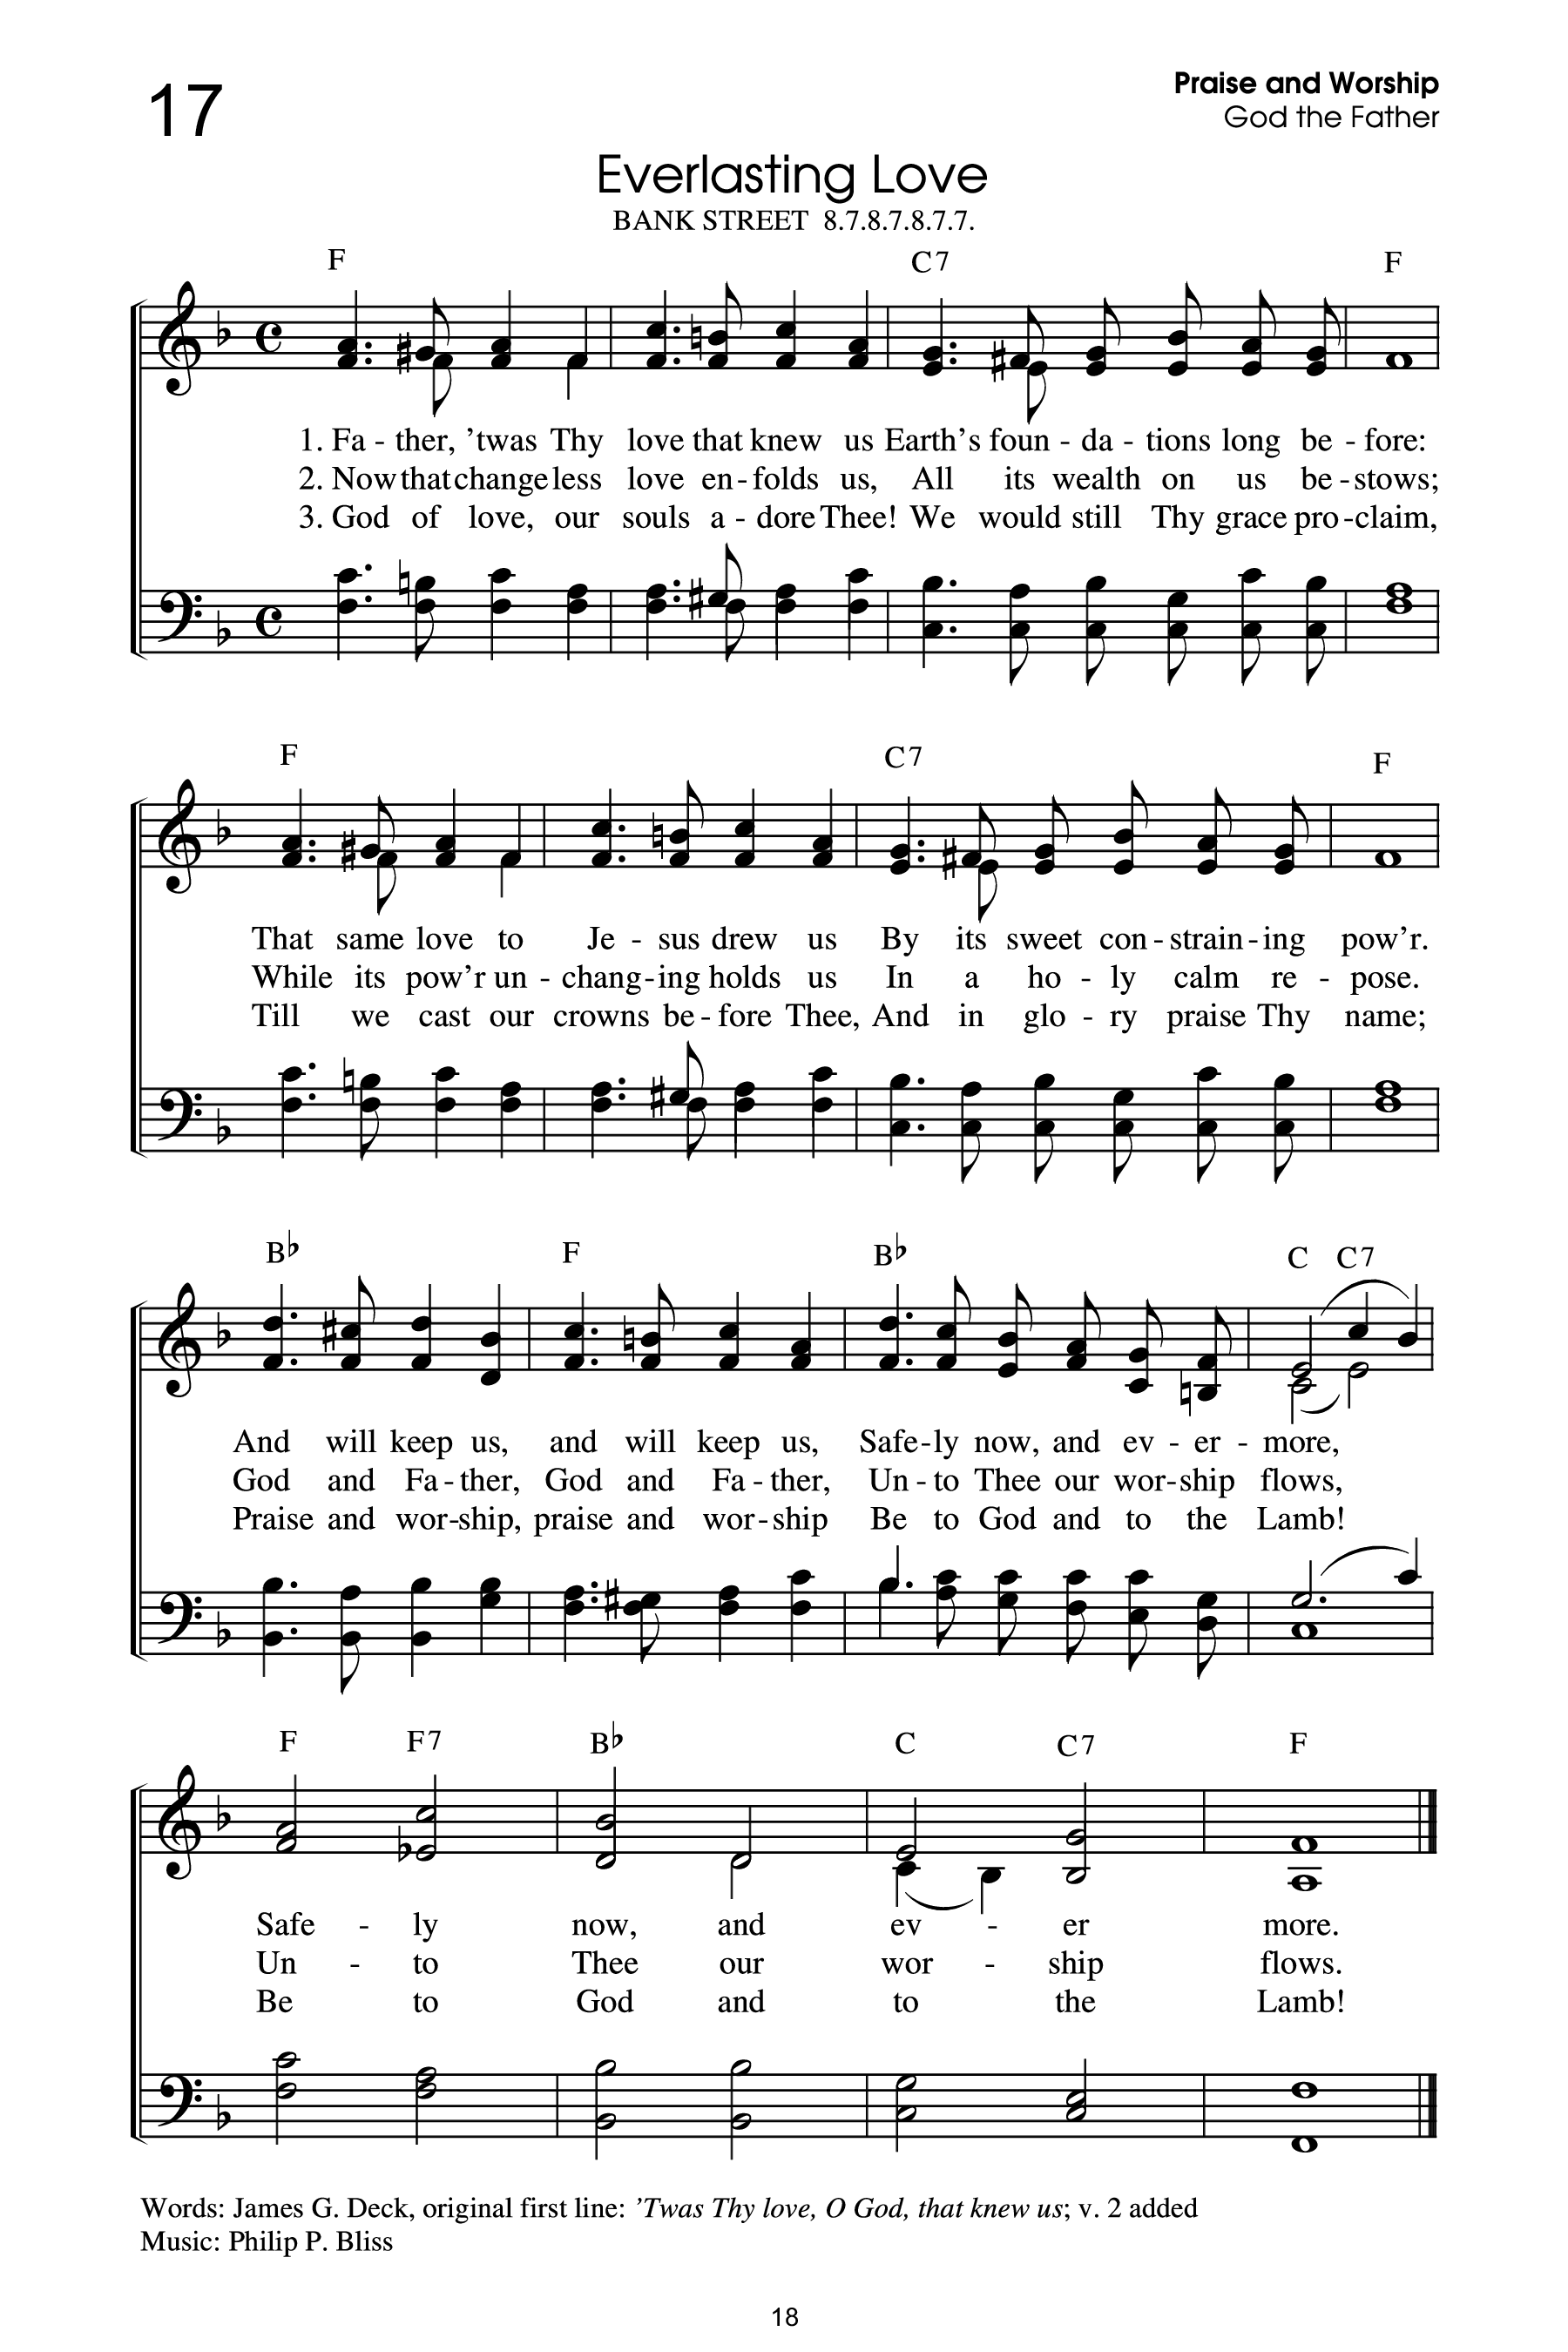 17
Praise and Worship
God the Father
Everlasting Love
BANK STREET 8.7.8.7.8.7.7.
F C7 F
1. Fa - ther, ’twas Thy love that knew us Earth’s foun - da - tions long be - fore:
2. Now that change less love en - folds us, All its wealth on us be - stows;
3. God of love, our souls a - dore Thee! We would still Thy grace pro - claim,
F C7 F
That same love to Je - sus drew us By its sweet con - strain - ing pow’r.
While its pow’r un - chang - ing holds us In a ho - ly calm re - pose.
Till we cast our crowns be - fore Thee, And in glo - ry praise Thy name;
B♭ F B♭ C C7
And will keep us, and will keep us, Safe - ly now, and ev - er - more,
God and Fa - ther, God and Fa - ther, Un - to Thee our wor - ship flows,
Praise and wor - ship, praise and wor - ship Be to God and to the Lamb!
F F7 B♭ C C7 F
Safe - ly now, and ev - er more.
Un - to Thee our wor - ship flows.
Be to God and to the Lamb!
Words: James G. Deck, original first line: ’Twas Thy love, O God, that knew us; v. 2 added
Music: Philip P. Bliss
18